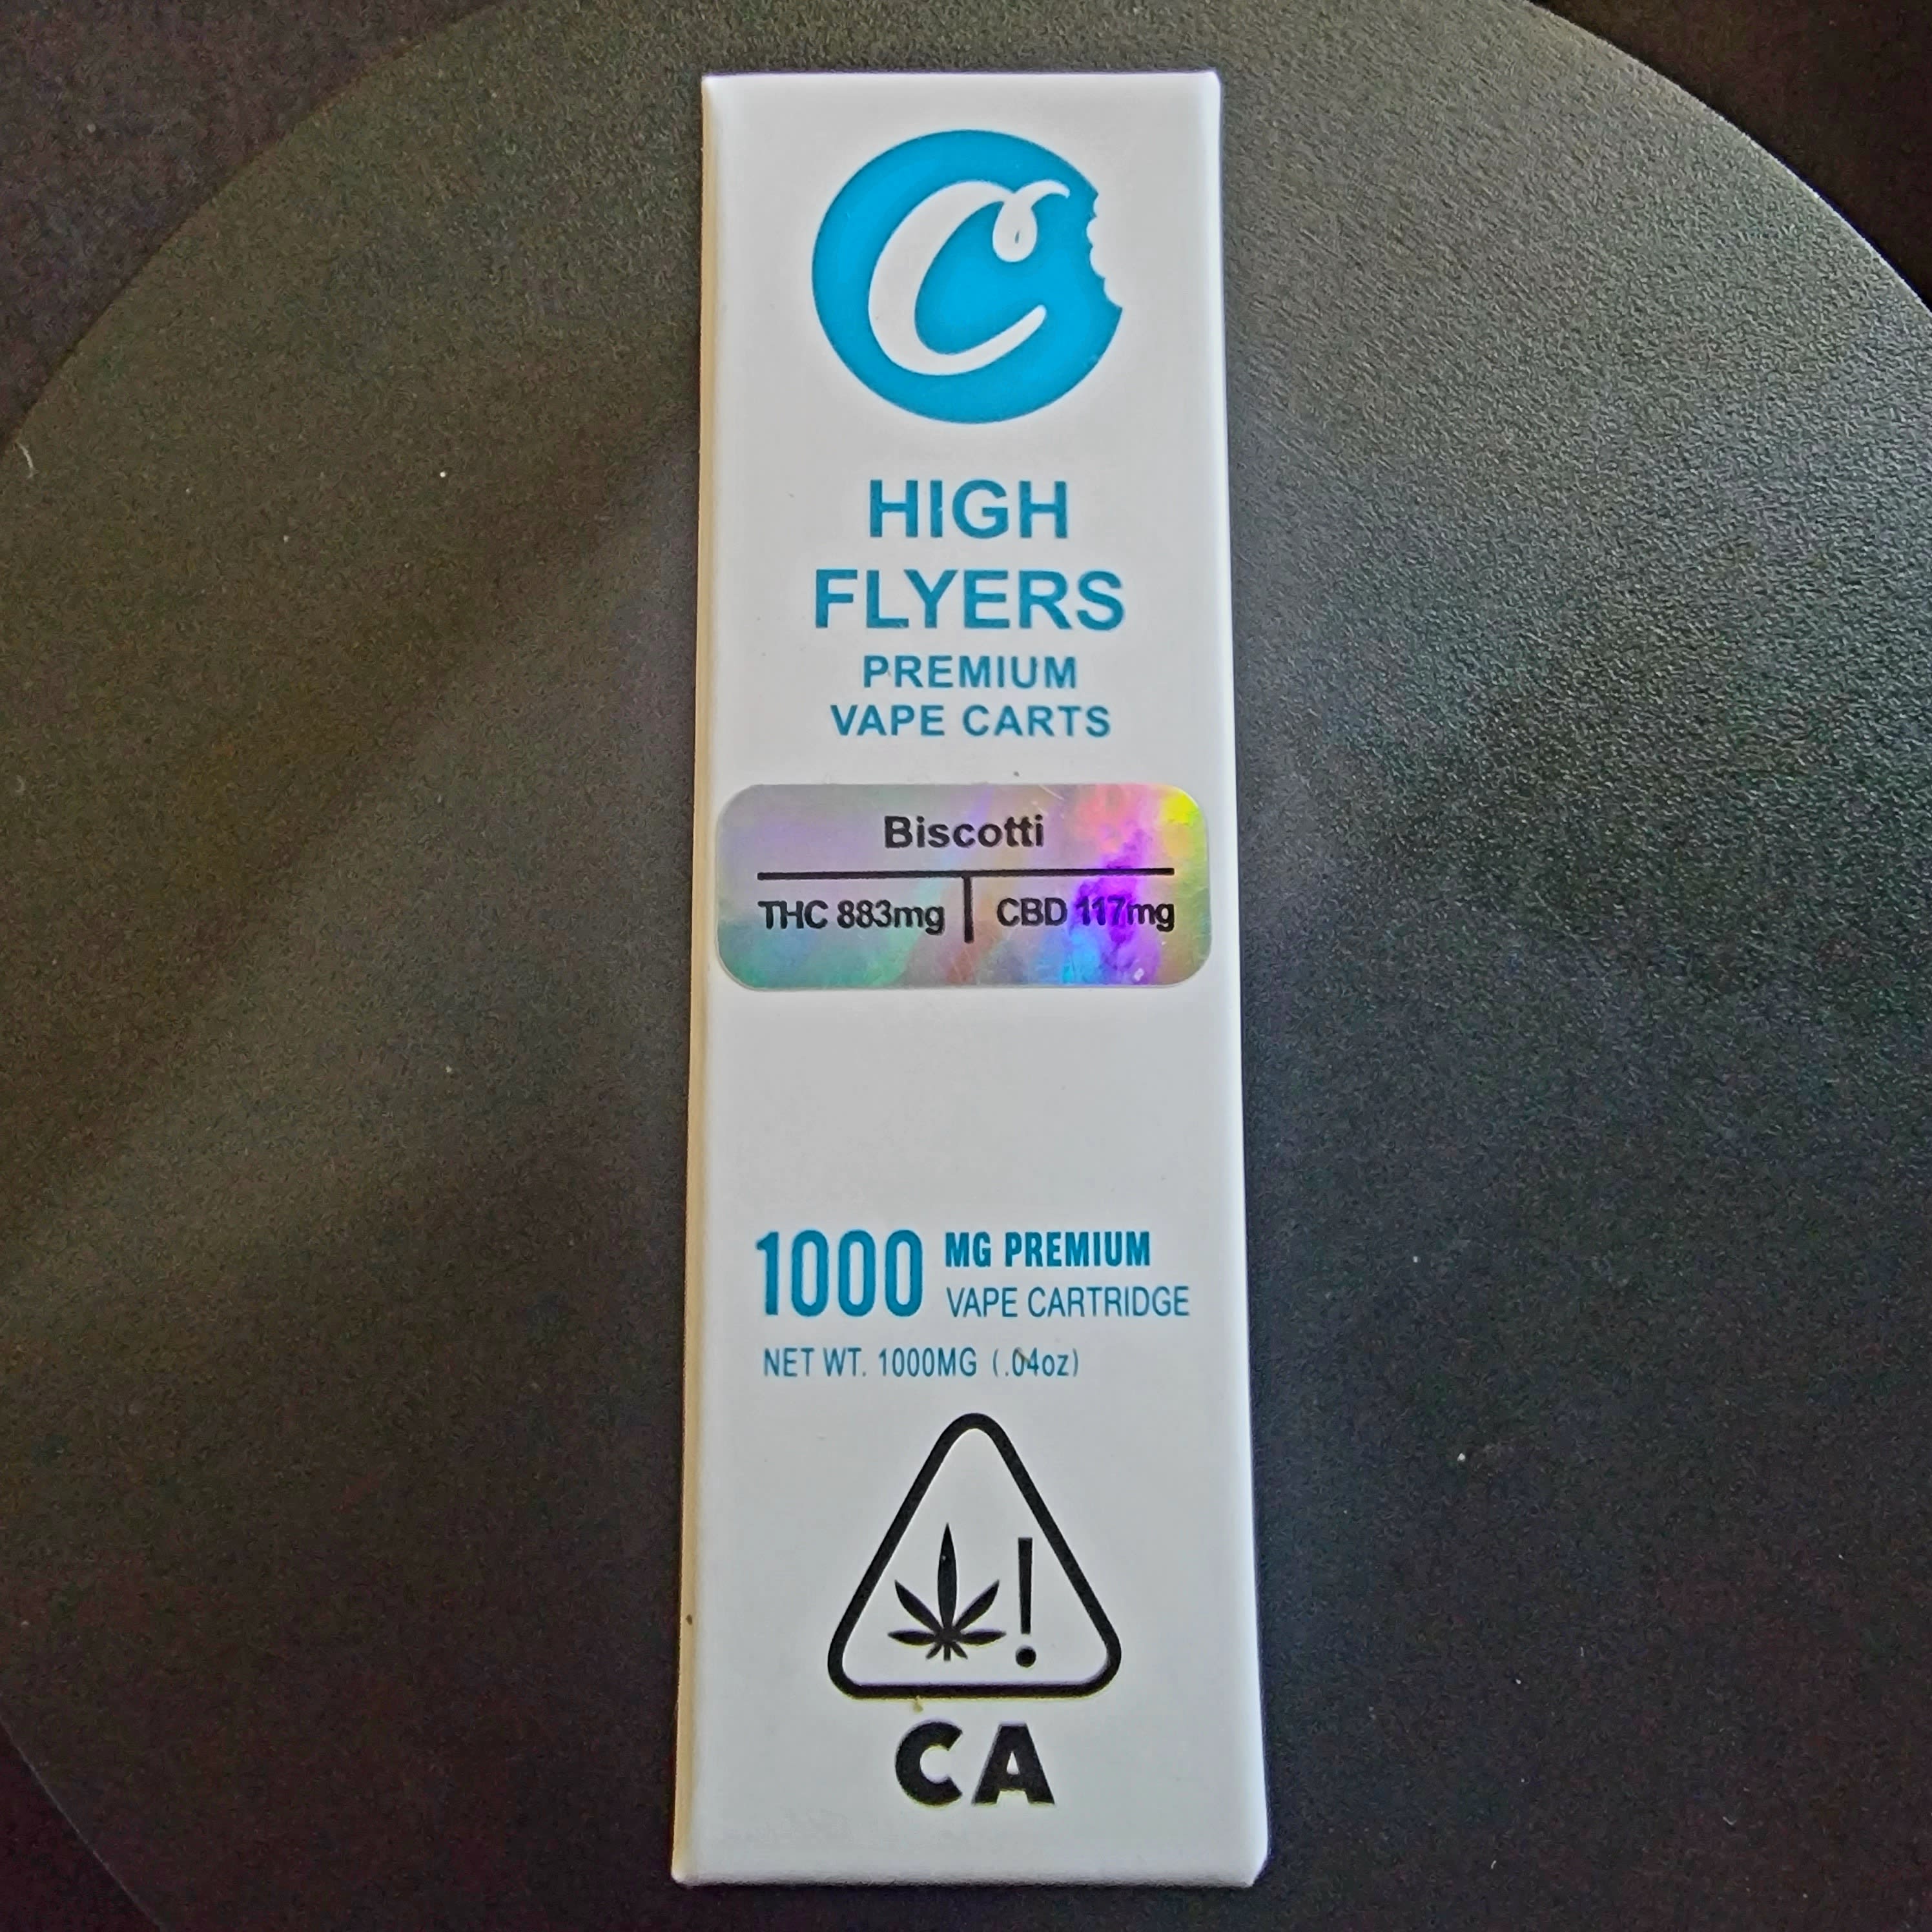 C
HIGH
FLYERS
PREMIUM
VAPE CARTS
Biscotti
THC 883mg | CBD 117mg
1000 MG PREMIUM
VAPE CARTRIDGE
NET WT. 1000MG (.04oz)
!
CA